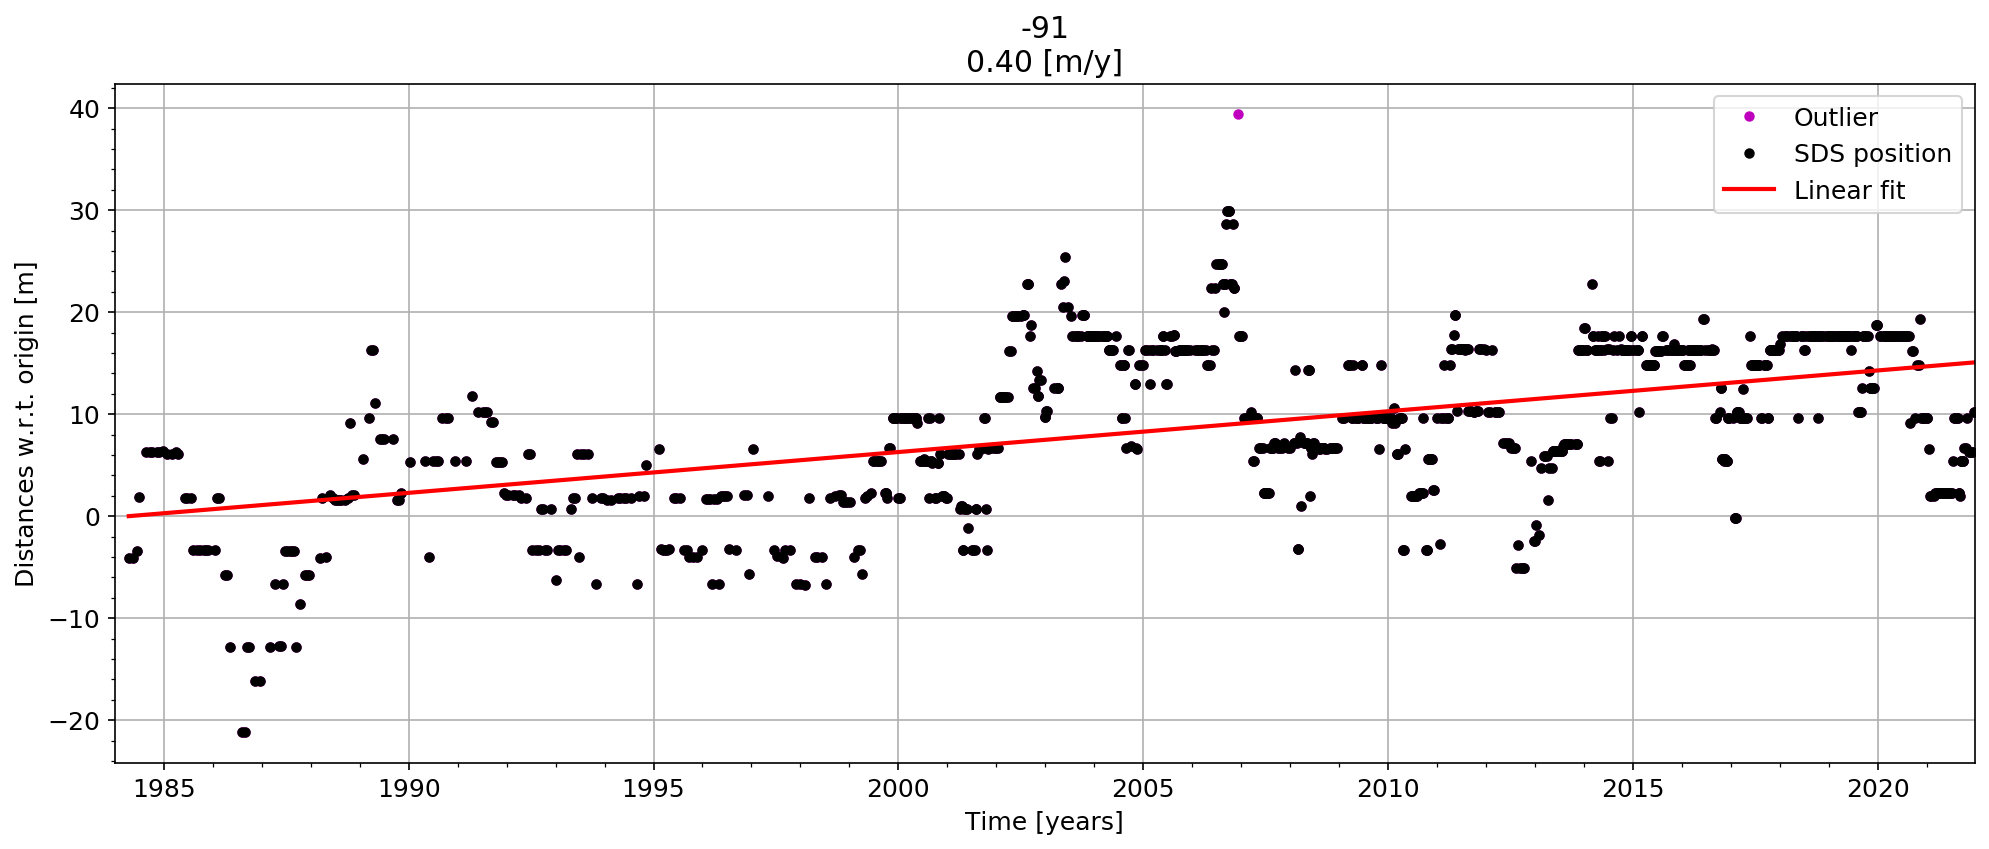 -91
0.40 [m/y]
Distances w.r.t. origin [m]
40
30
20
10
0
−10
−20
Outlier
SDS position
Linear fit
1985 1990 1995 2000 2005 2010 2015 2020
Time [years]